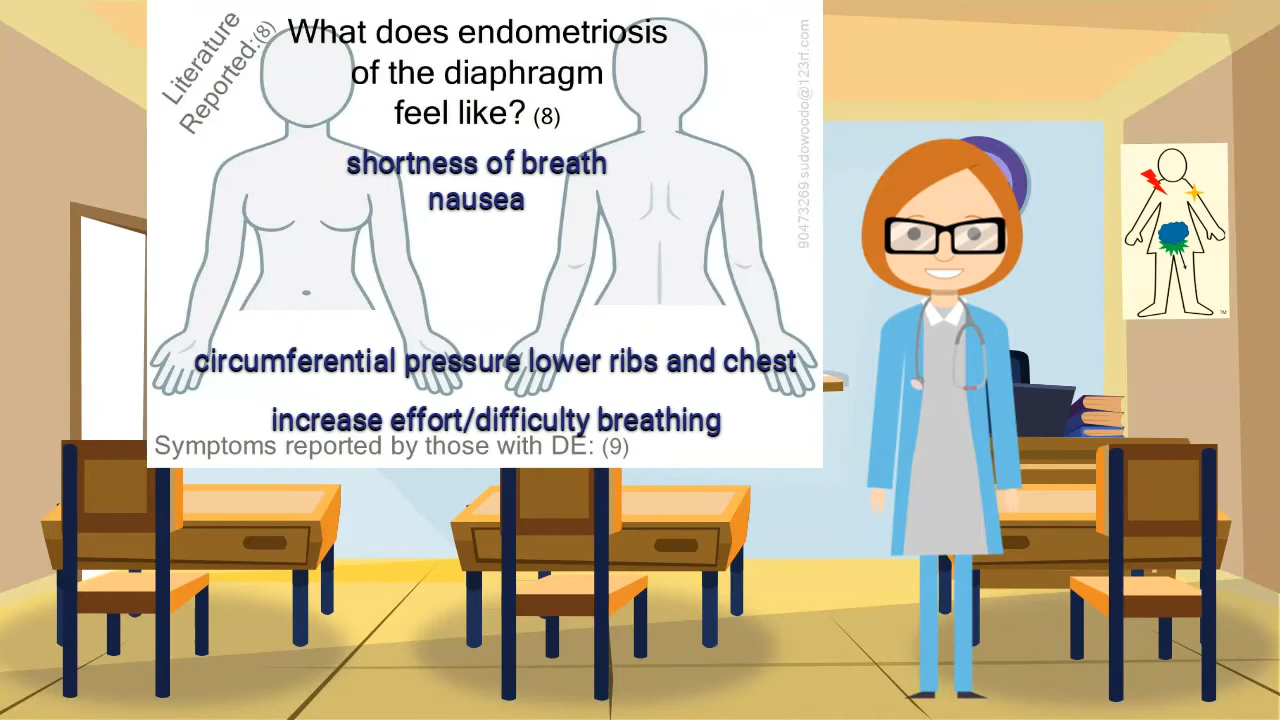 Literature
Reported:(8)
What does endometriosis
of the diaphragm
feel like? (8)
shortness of breath
nausea
circumferential pressure lower ribs and chest
increase effort/difficulty breathing
Symptoms reported by those with DE: (9)
90473269 sudowoodo@123rf.com
TM